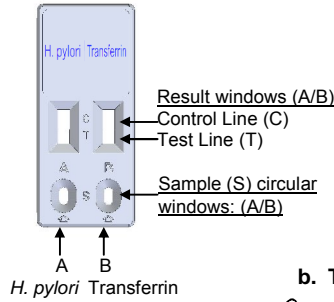 H. pylori Transferrin
Result windows (A/B)
C
Control Line (C)
T
Test Line (T)
A B
Sample (S) circular
windows: (A/B)
S
A B
H. pylori Transferrin
b. T